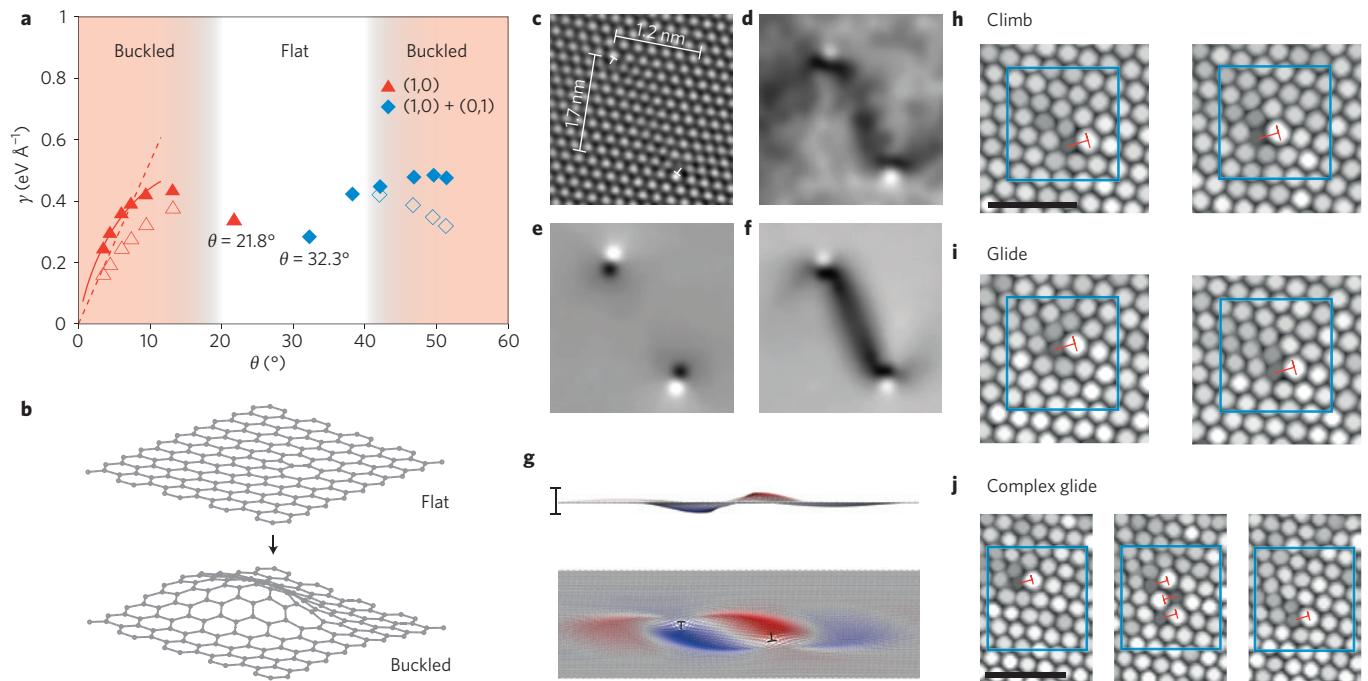 a
1
0.8
0.6
0.4
0.2
0
γ (eV Å⁻¹)
Buckled
Flat
Buckled
(1,0)
(1,0) + (0,1)
θ = 21.8°
θ = 32.3°
0 10 20 30 40 50 60
θ (°)
b
Flat
Buckled
c
1.2 nm
1.7 nm
d
e
f
g
h Climb
i Glide
j Complex glide